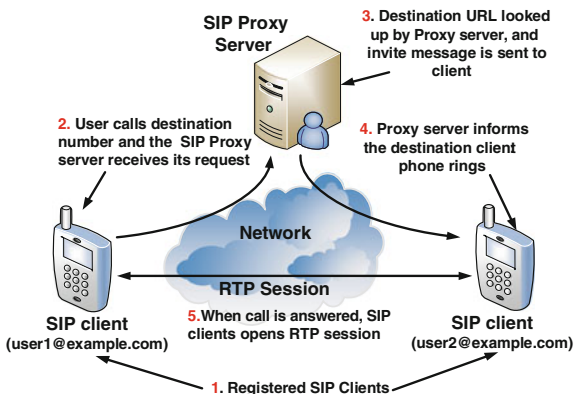 SIP Proxy
Server
3. Destination URL looked
up by Proxy server, and
invite message is sent to
client
2. User calls destination
number and the SIP Proxy
server receives its request
4. Proxy server informs
the destination client
phone rings
Network
RTP Session
5.When call is answered, SIP
clients opens RTP session
SIP client
(user1@example.com)
SIP client
(user2@example.com)
1. Registered SIP Clients